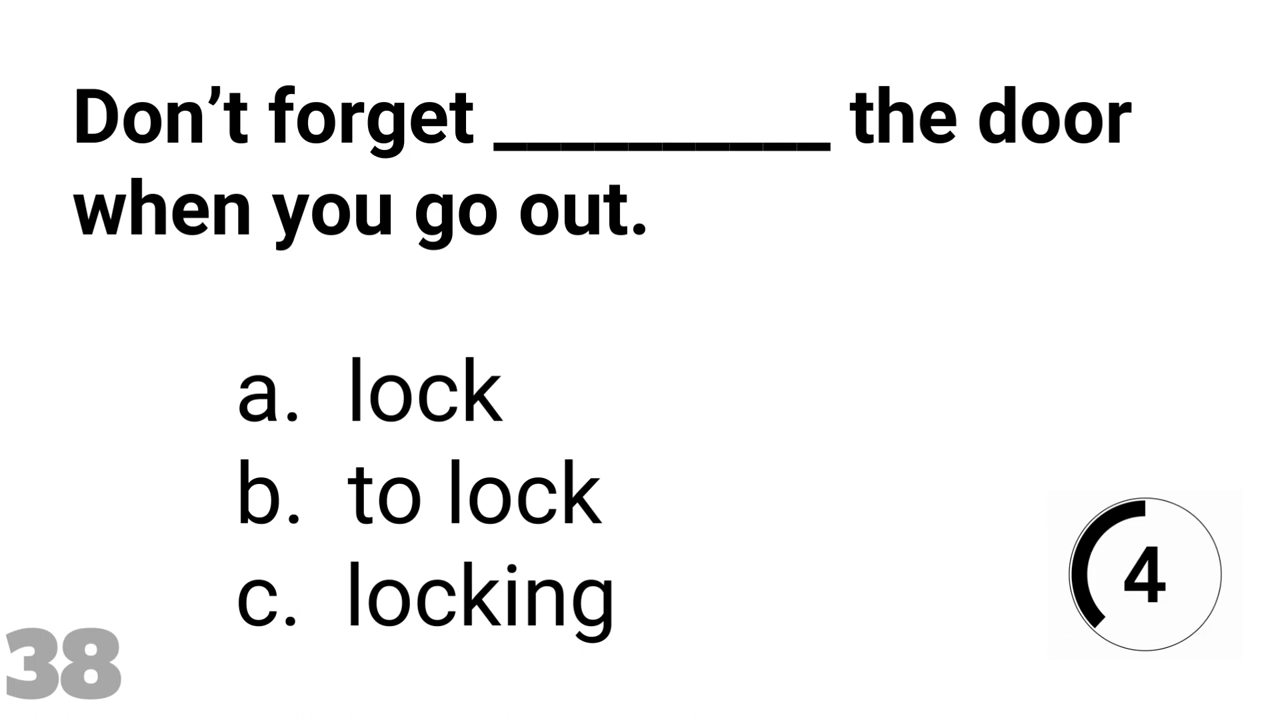 Don’t forget __________ the door
when you go out.
a. lock
b. to lock
c. locking
4
38